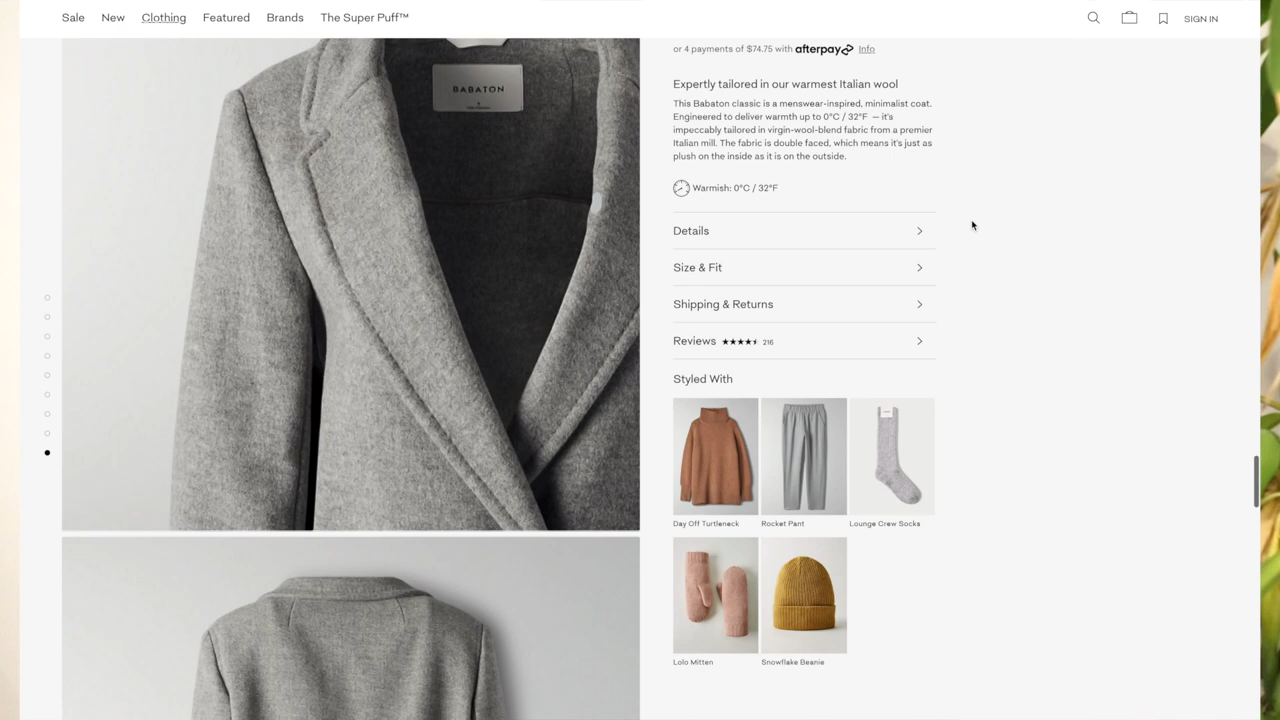 Sale New Clothing Featured Brands The Super Puff™ SIGN IN
BABATON
or 4 payments of $74.75 with afterpay Info
Expertly tailored in our warmest Italian wool
This Babaton classic is a menswear-inspired, minimalist coat.
Engineered to deliver warmth up to 0°C / 32°F — it's
impeccably tailored in virgin-wool-blend fabric from a premier
Italian mill. The fabric is double faced, which means it's just as
plush on the inside as it is on the outside.
Warmish: 0°C / 32°F
Details
Size & Fit
Shipping & Returns
Reviews ★★★★⯨ 216
Styled With
Day Off Turtleneck Rocket Pant Lounge Crew Socks
Lolo Mitten Snowflake Beanie